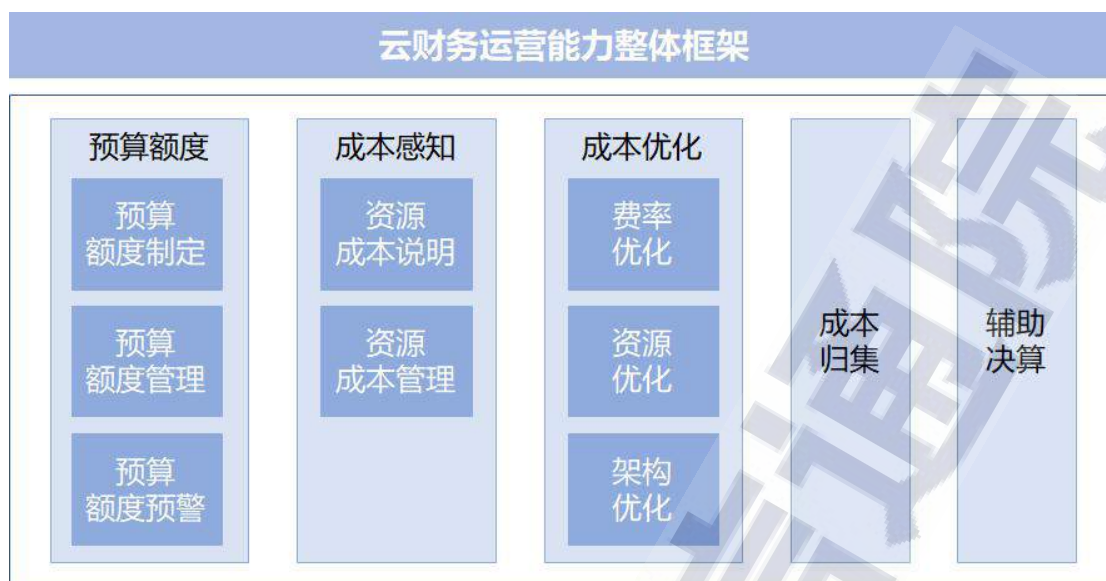 云财务运营能力整体框架
预算额度
预算
额度制定
预算
额度管理
预算
额度预警
成本感知
资源
成本说明
资源
成本管理
成本优化
费率
优化
资源
优化
架构
优化
成本
归集
辅助
决算
信通院